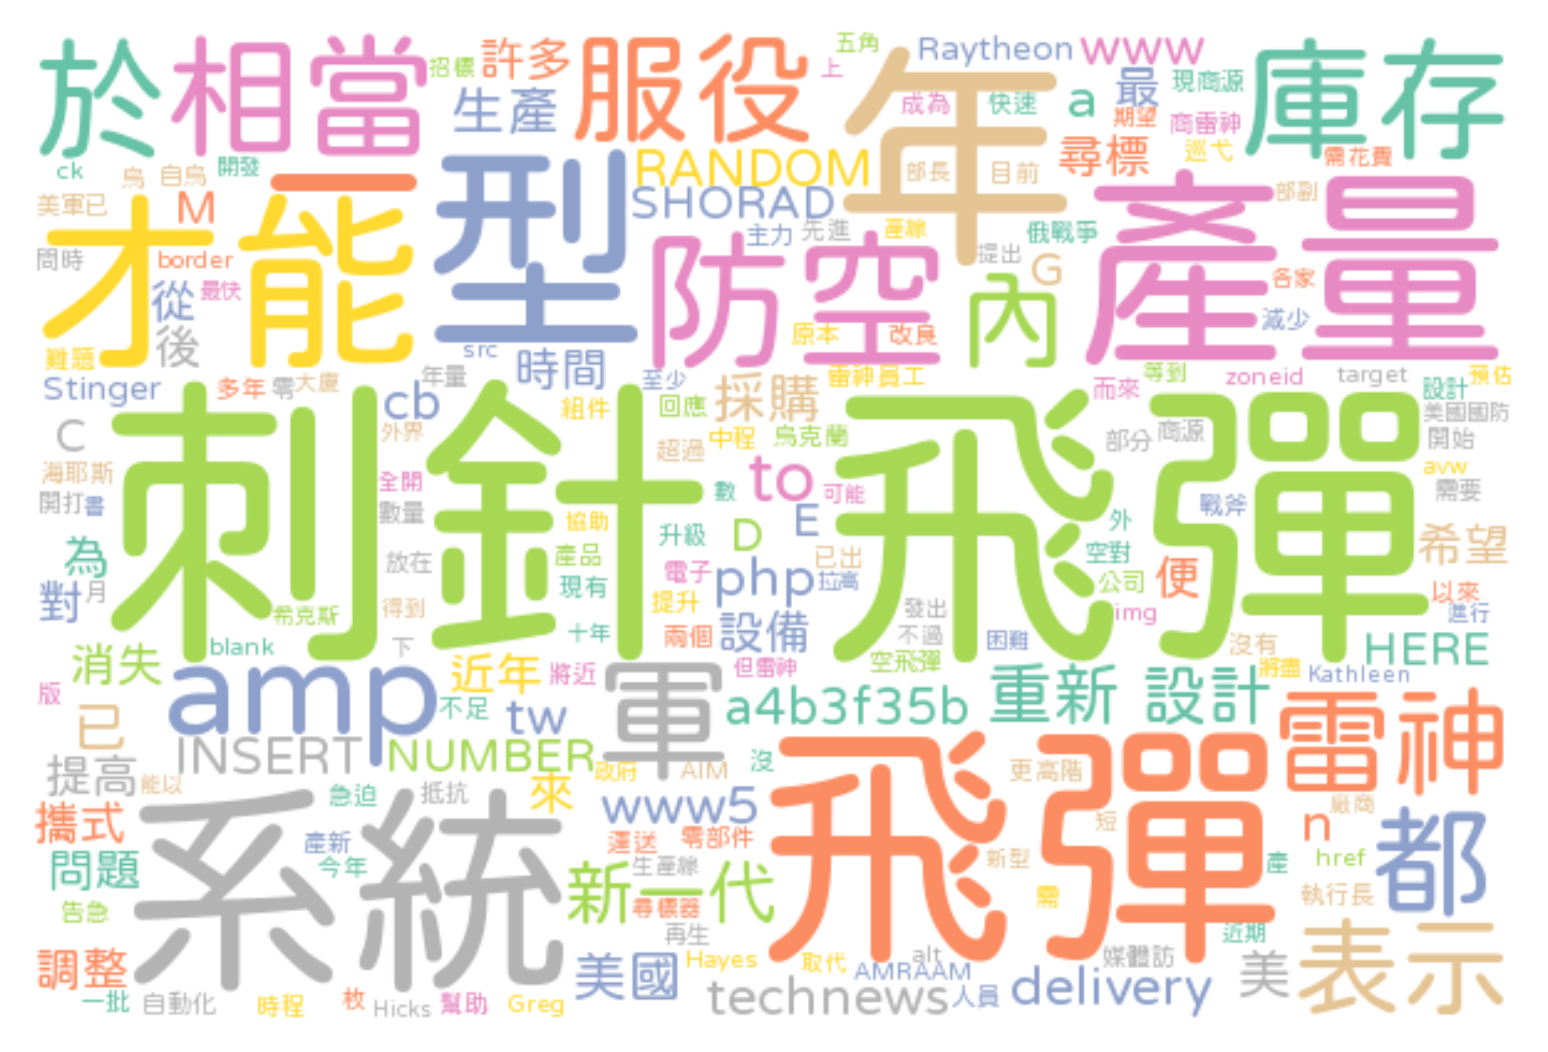 於 相當 招標 許多 服役 上 五角 Raytheon www 庫存
生產 年 成為 快速 a 最 現商源
期望 商雷神
ck 烏 自烏 開發 型 RANDOM 部長 目前 尋標 巡弋 需花費
美軍已 M 才能 SHORAD 產量 部副
同時 border 防空 主力 先進 產線 提出 俄戰爭 G
從 最快 內 各家
後 原本 改良 減少
難題 src 時間 至少 採購 雷神員工 而來 等到 zoneid target 設計 預估
Stinger 多年 零 大廈 年量 cb 組件 回應 美國國防
C 刺針 外界 超過 中程 烏克蘭 飛彈 部分 商源 開始
海耶斯 全開 數 to 可能 avw
開打 書 數量 協助 E 戰斧 需要
為 升級 D 外 希望
放在 產品 已出 空對
對 月 現有 電子 php 拉高 公司 便 以來
希克斯 得到 提升 發出 img 進行
十年 兩個 設備 不過 困難 沒有 HERE
消失 blank 下 近年 將近 但雷神 空飛彈 將盡 Kathleen
版 amp 不足 tw 軍 a4b3f35b 重新 設計 雷神
已 INSERT NUMBER 沒
提高 能以 來 政府 AIM 飛彈 更高階
攜式 系統 急迫 抵抗 www5 短 廠商 n 都
產新 運送 零部件
問題 今年 生產線 新型 產 href
告急 新一代 尋標器 需 執行長
再生 近期 表示
調整 美國 Hayes 取代 alt AMRAAM 媒體訪 美
一批 自動化 時程 枚 Hicks 幫助 Greg technews 人員 delivery